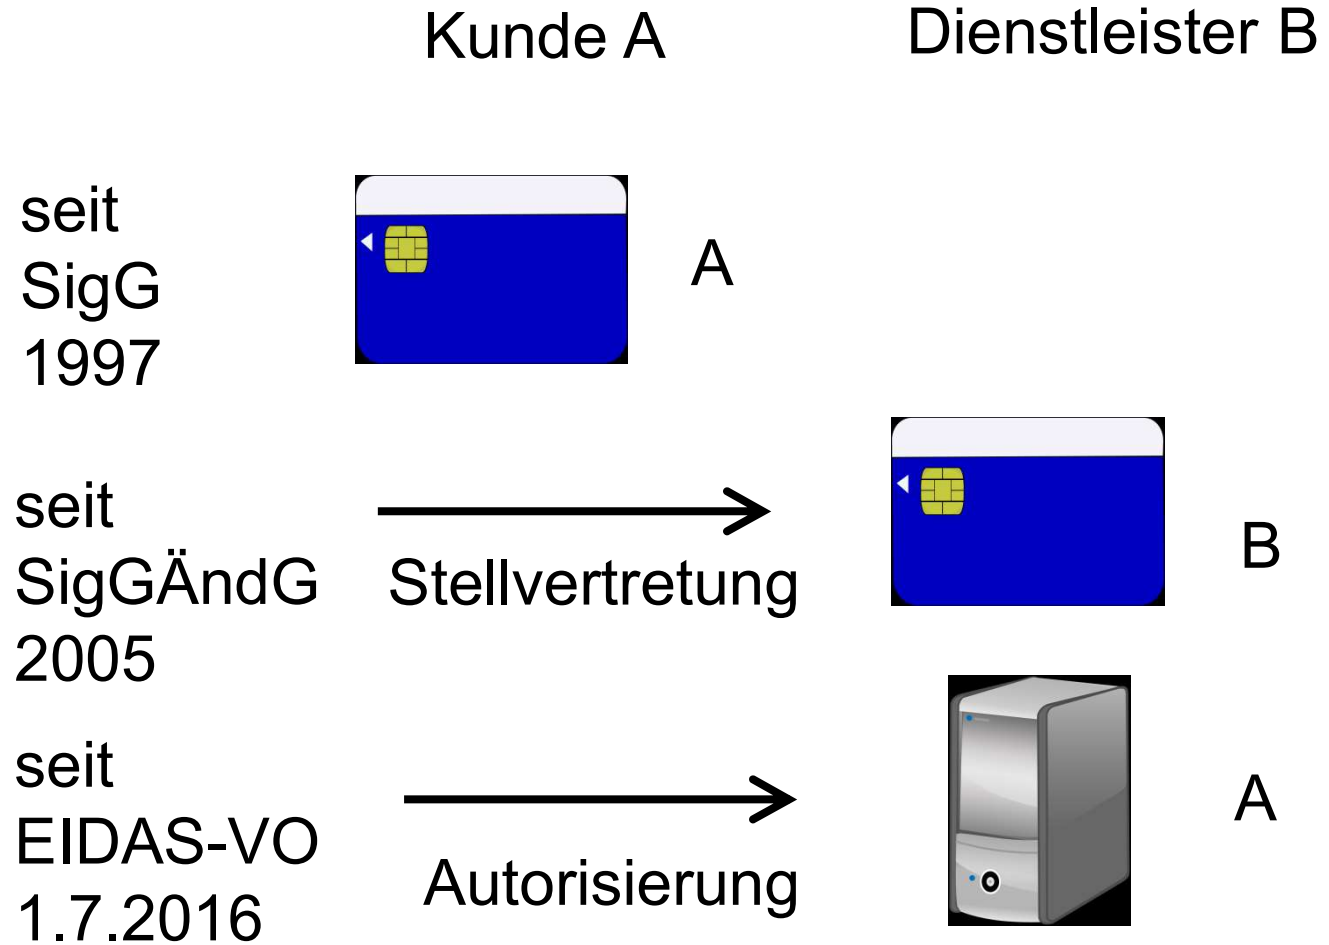 Kunde A
Dienstleister B
seit
SigG
1997
A
seit
SigGÄndG
2005
Stellvertretung
B
seit
EIDAS-VO
1.7.2016
Autorisierung
A